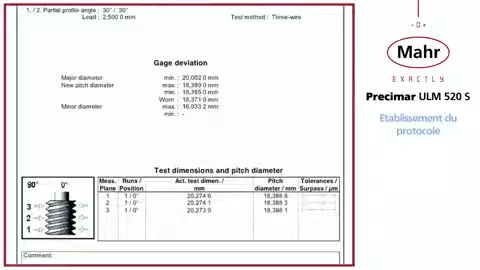 1. / 2. Partial profile angle : 30° / 30°
Lead : 2,500 0 mm
Test method : Three-wire
Gage deviation
Major diameter min. : 20,002 0 mm
New pitch diameter max. : 18,389 0 mm
min. : 18,385 0 mm
Worn : 18,371 0 mm
Minor diameter max. : 16,933 2 mm
min. : -
Test dimensions and pitch diameter
90° 0°
3
2
1
Meas. Plane Runs / Position Act. test dimen. / mm Pitch diameter / mm Tolerances / Surpass / µm
1 1 / 0° 20,274 6 18,388 8
2 1 / 0° 20,274 1 18,388 3
3 1 / 0° 20,273 9 18,388 1
Comment:
Mahr
EXACTLY
Precimar ULM 520 S
Etablissement du
protocole